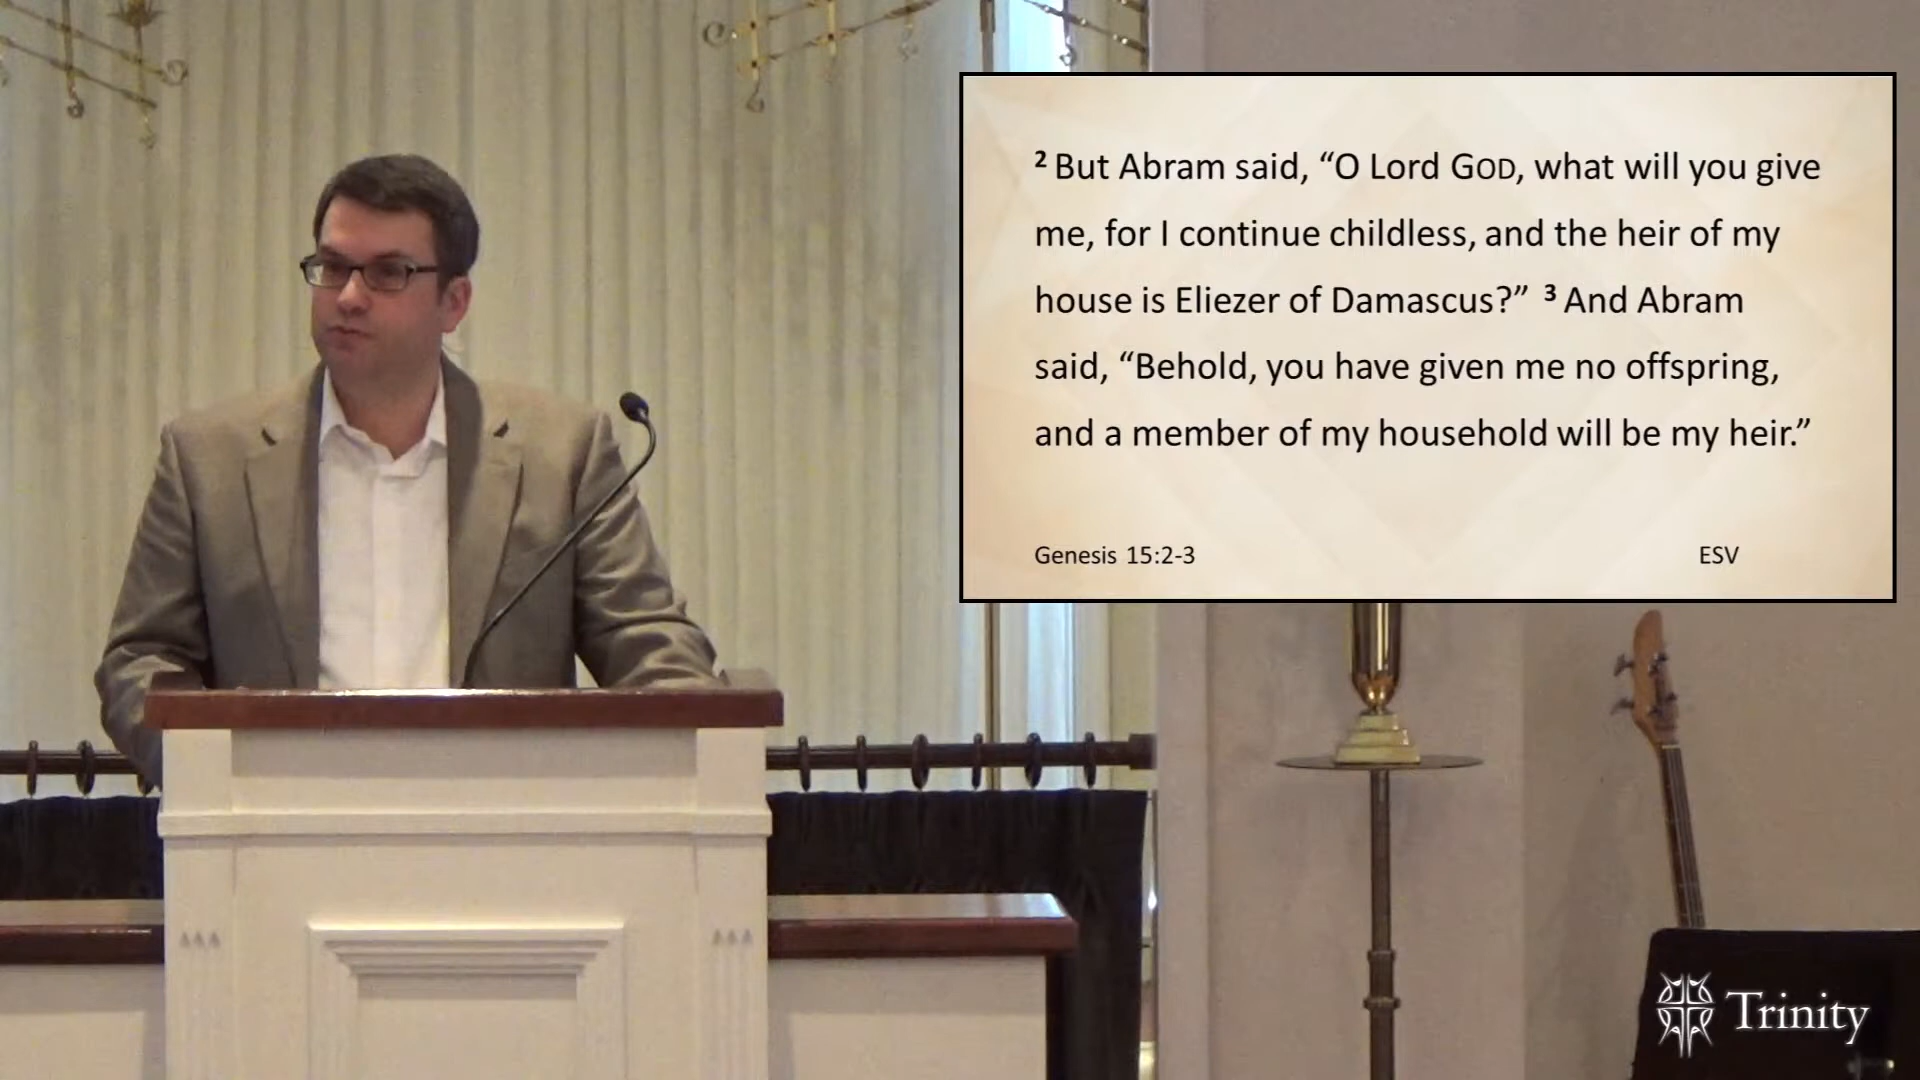 ² But Abram said, “O Lord GOD, what will you give
me, for I continue childless, and the heir of my
house is Eliezer of Damascus?” ³ And Abram
said, “Behold, you have given me no offspring,
and a member of my household will be my heir.”
Genesis 15:2-3 ESV
Trinity